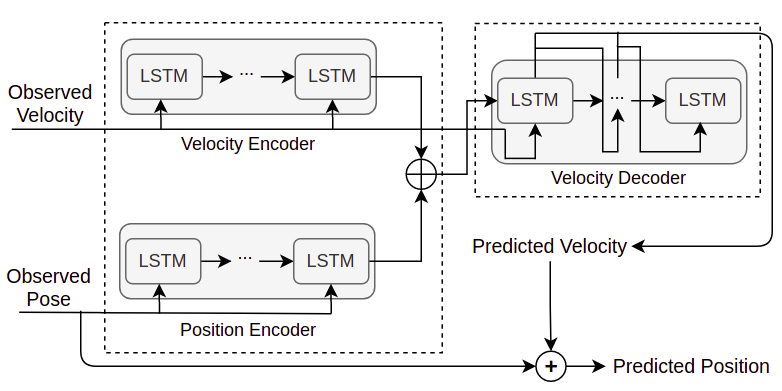 LSTM
...
LSTM
Observed
Velocity
Velocity Encoder
LSTM
...
LSTM
Velocity Decoder
LSTM
...
LSTM
Observed
Pose
Position Encoder
Predicted Velocity
+
Predicted Position